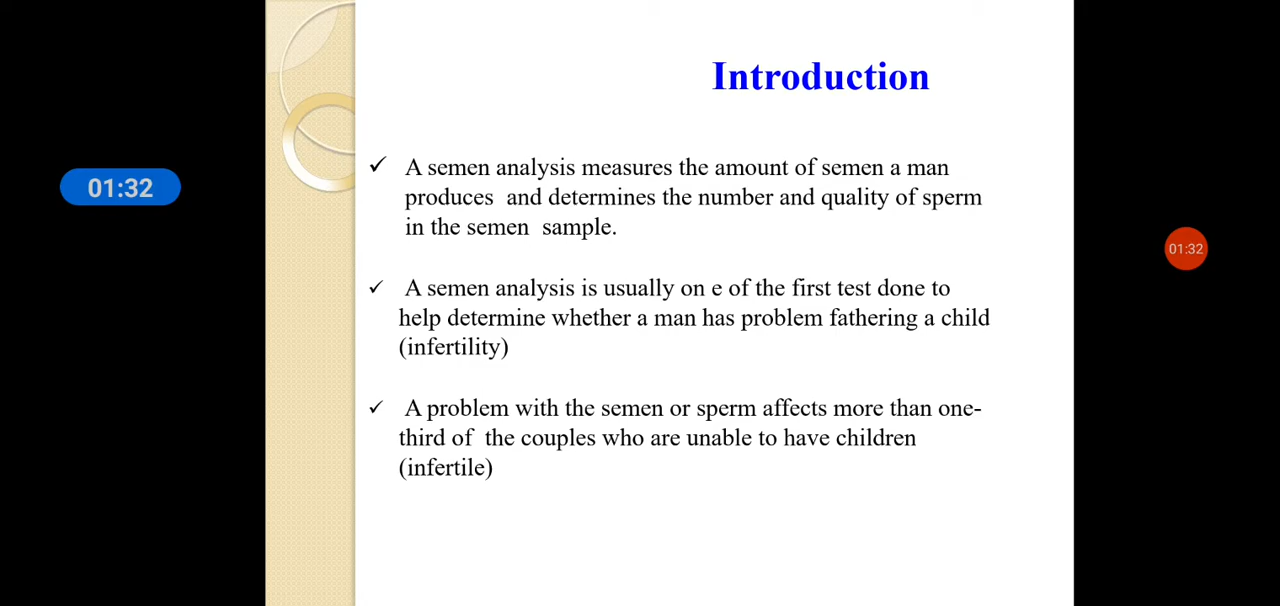 Introduction
01:32
01:32
✓ A semen analysis measures the amount of semen a man
produces and determines the number and quality of sperm
in the semen sample.
✓ A semen analysis is usually on e of the first test done to
help determine whether a man has problem fathering a child
(infertility)
✓ A problem with the semen or sperm affects more than one-
third of the couples who are unable to have children
(infertile)